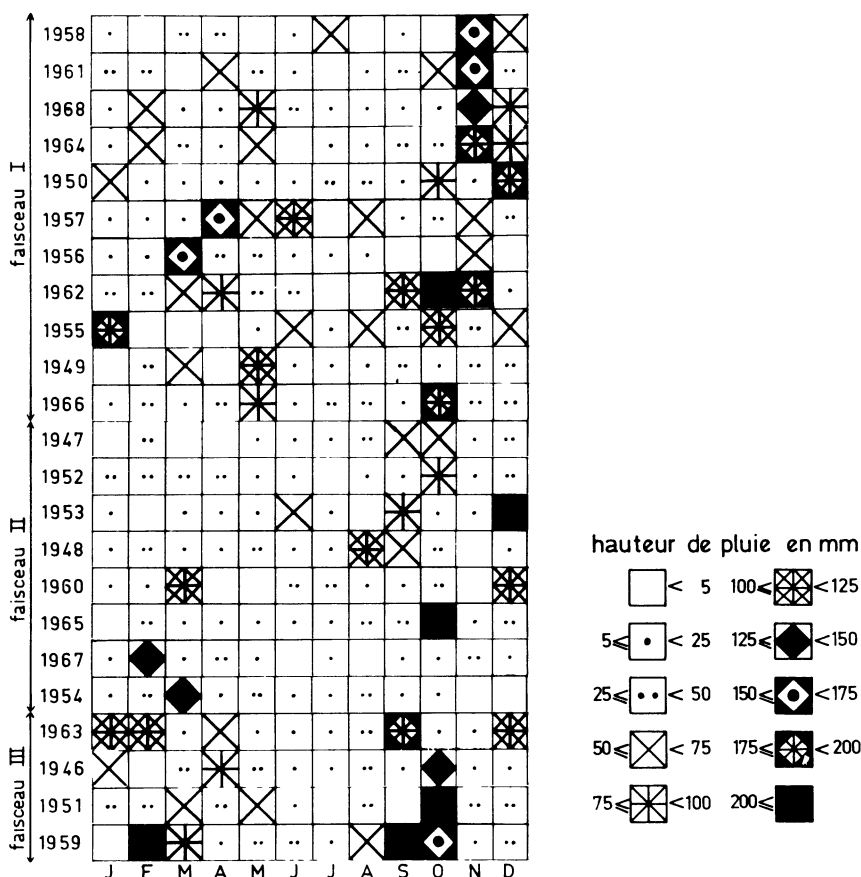 faisceau I
1958
1961
1968
1964
1950
1957
1956
1962
1955
1949
1966
faisceau II
1947
1952
1953
1948
1960
1965
1967
1954
faisceau III
1963
1946
1951
1959
J F M A M J J A S O N D
hauteur de pluie en mm
< 5 100⩽ <125
5⩽ < 25 125⩽ <150
25⩽ < 50 150⩽ <175
50⩽ < 75 175⩽ < 200
75⩽ <100 200⩽